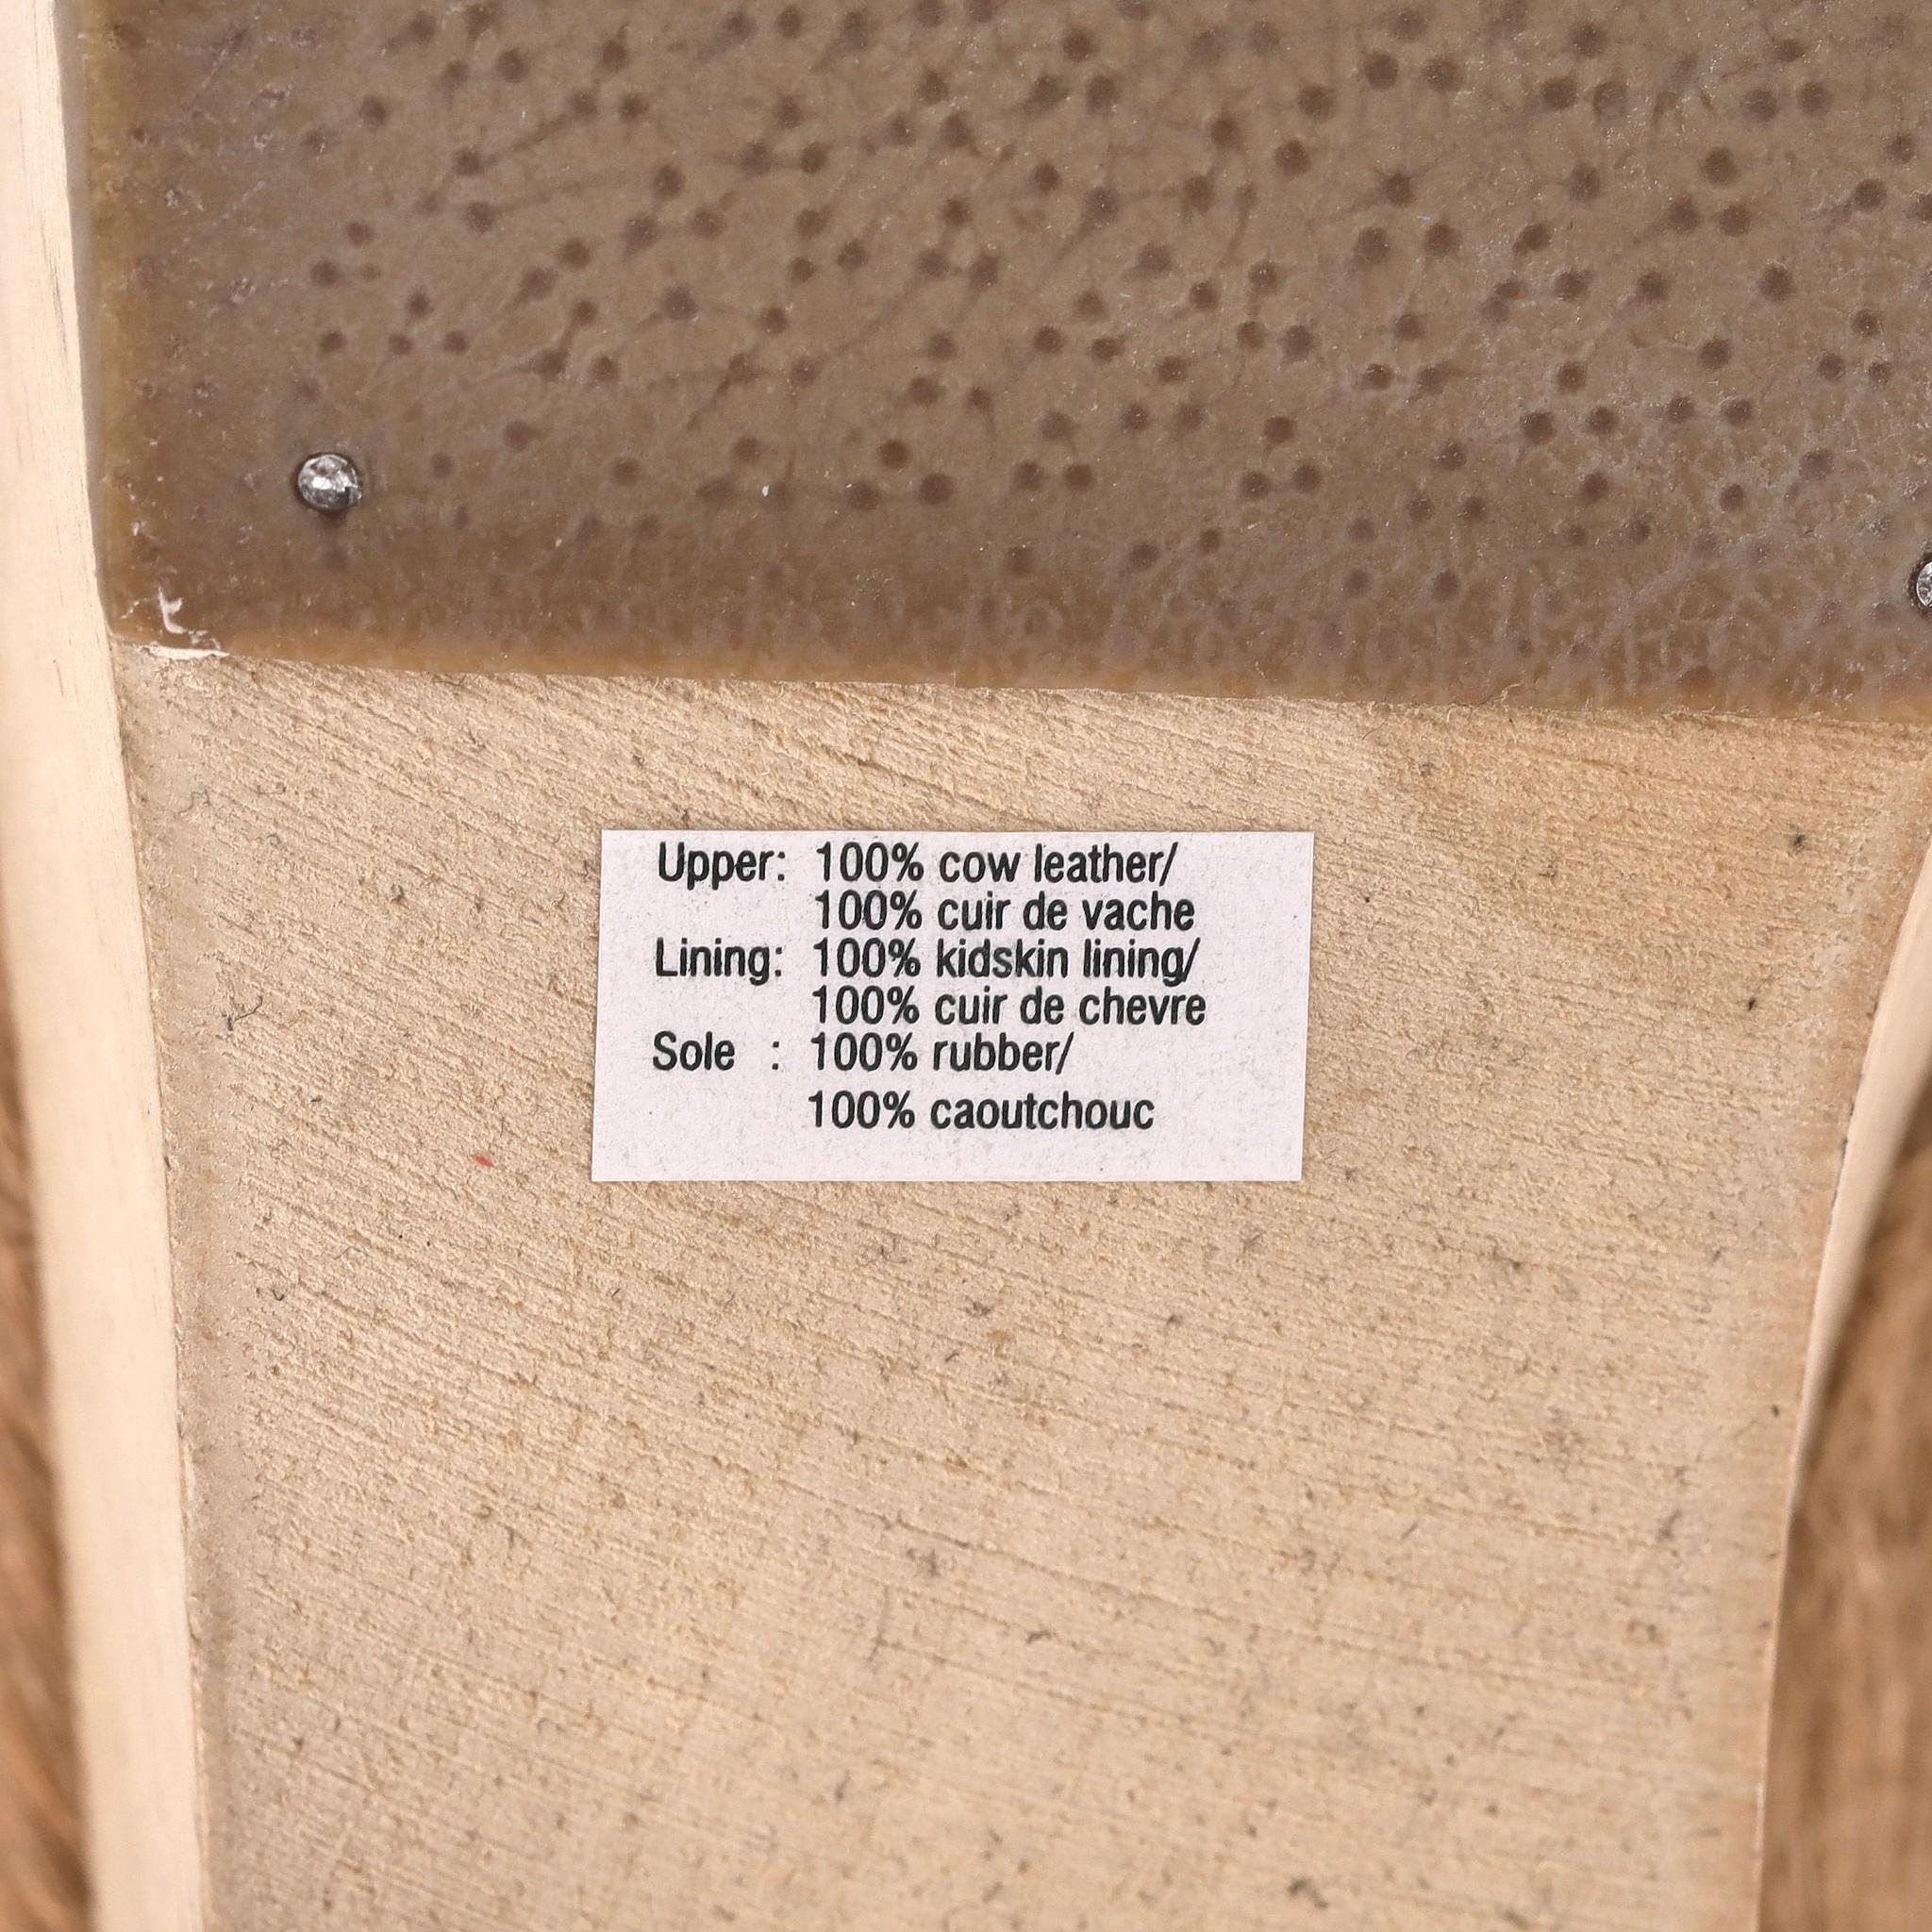 Upper: 100% cow leather/
100% cuir de vache
Lining: 100% kidskin lining/
100% cuir de chevre
Sole : 100% rubber/
100% caoutchouc